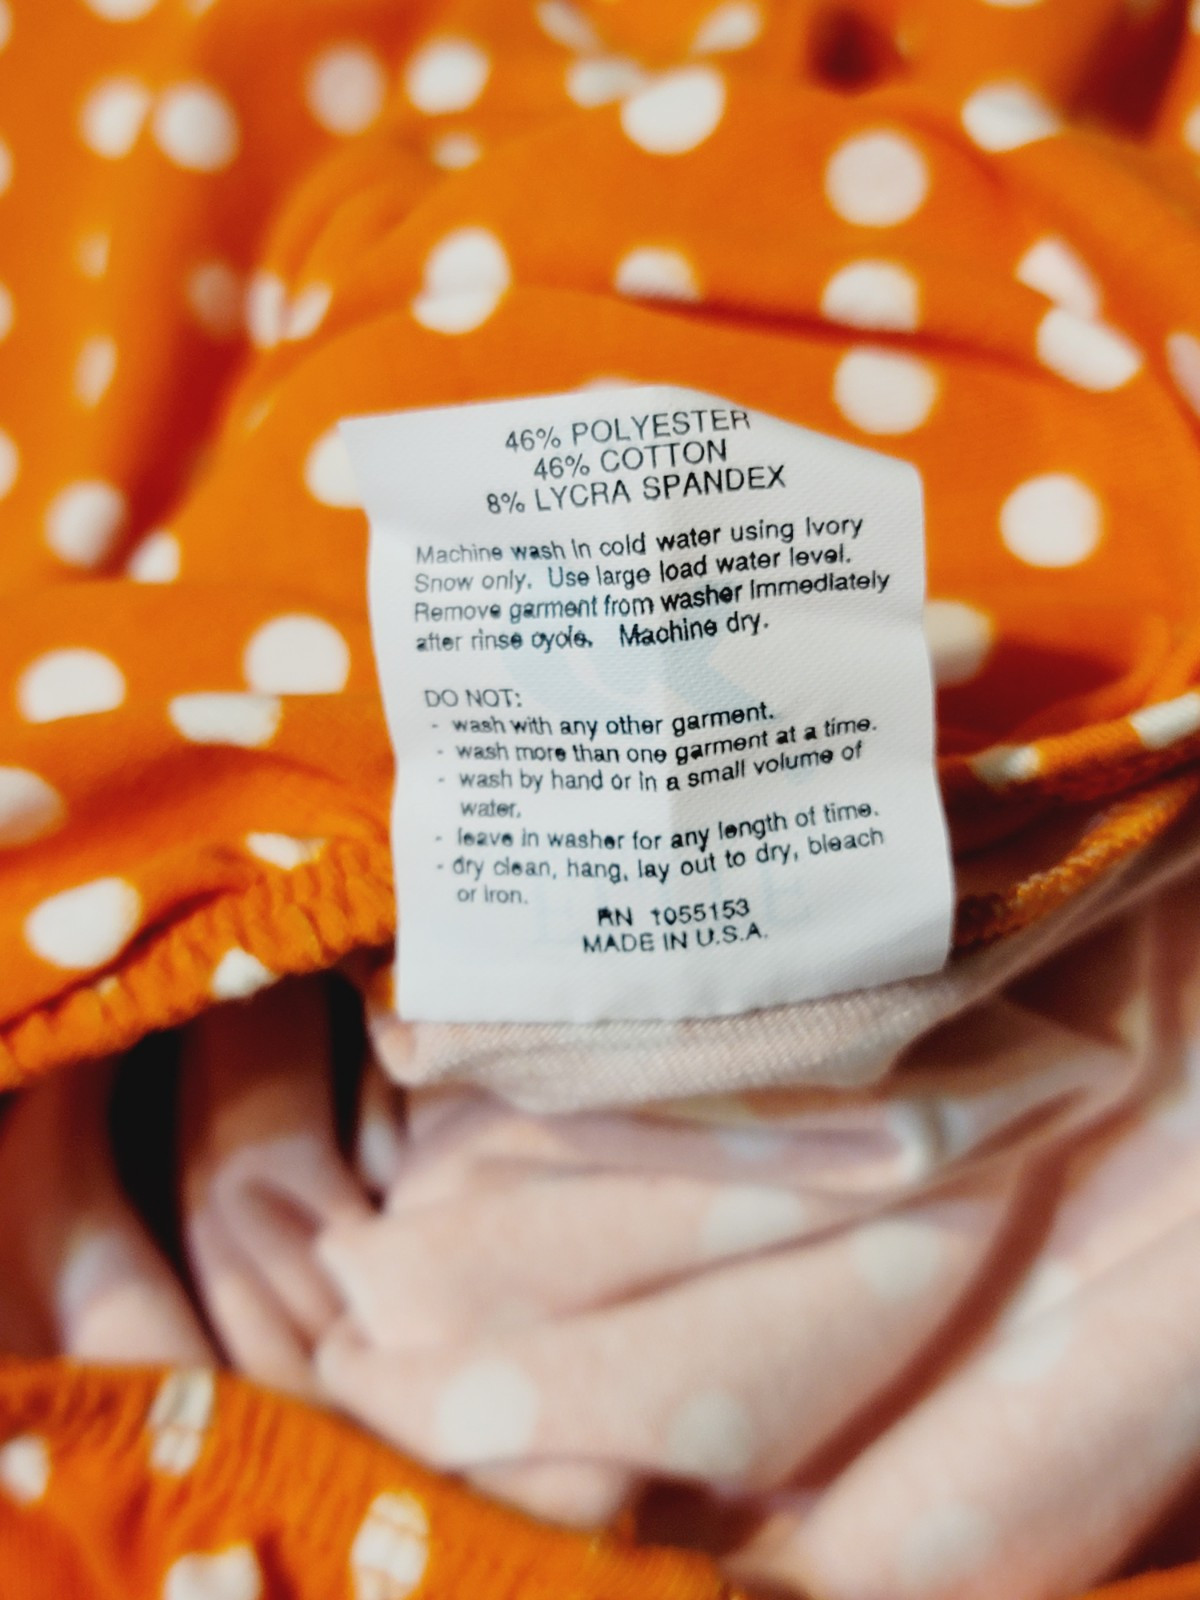 46% POLYESTER
46% COTTON
8% LYCRA SPANDEX
Machine wash in cold water using Ivory
Snow only. Use large load water level.
Remove garment from washer immediately
after rinse cycle. Machine dry.
DO NOT:
- wash with any other garment.
- wash more than one garment at a time.
- wash by hand or in a small volume of
water.
- leave in washer for any length of time.
- dry clean, hang, lay out to dry, bleach
or iron.
RN 1055153
MADE IN U.S.A.